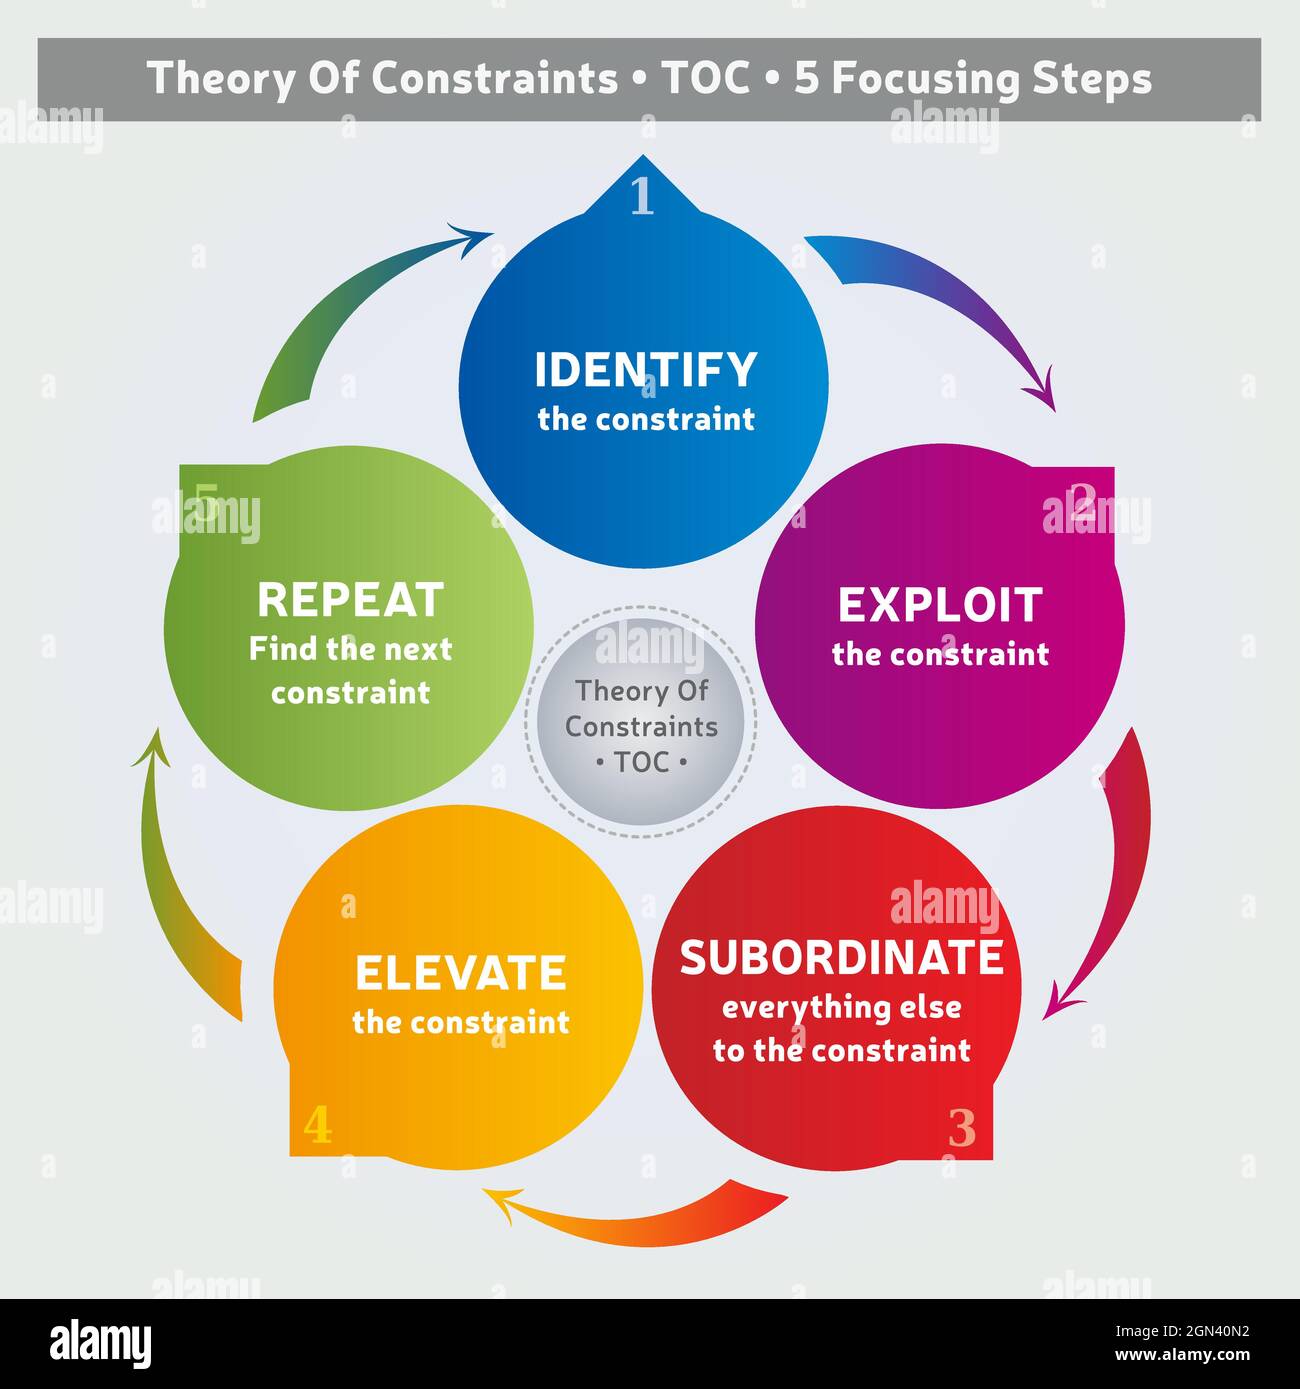 Theory Of Constraints • TOC • 5 Focusing Steps
1
IDENTIFY
the constraint
2
EXPLOIT
the constraint
3
SUBORDINATE
everything else
to the constraint
4
ELEVATE
the constraint
5
REPEAT
Find the next
constraint
Theory Of
Constraints
• TOC •
alamy
Image ID: 2GN40N2
www.alamy.com